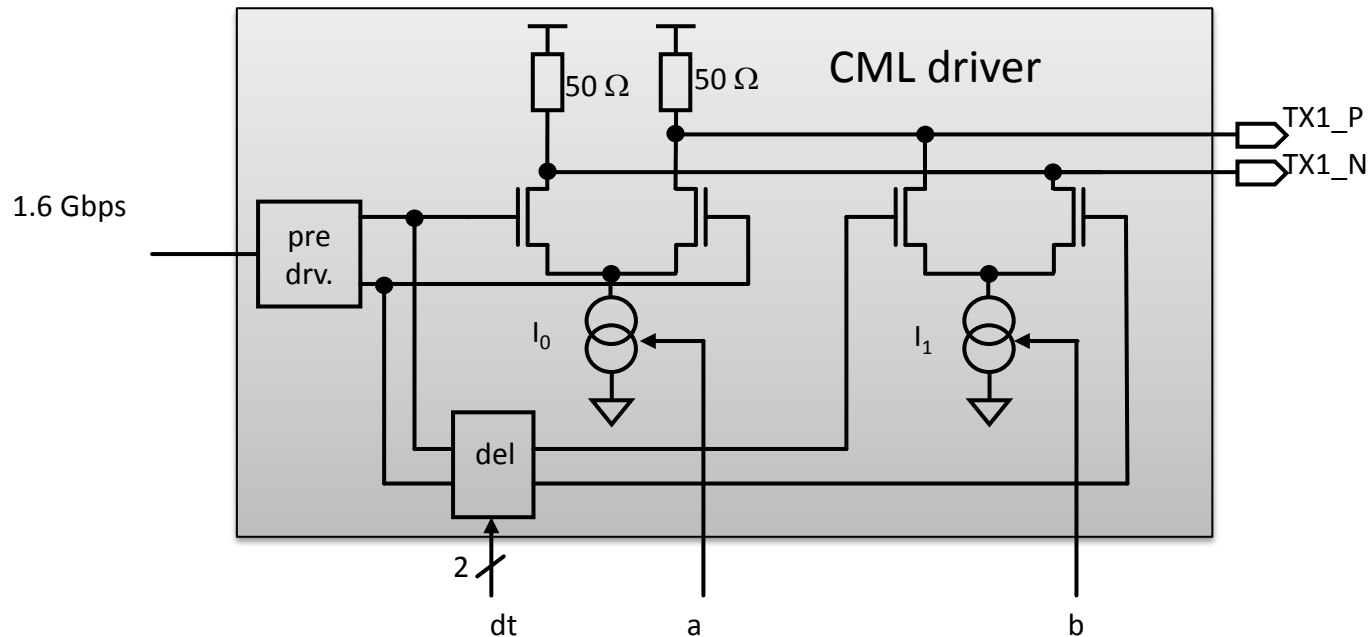 CML driver
50 Ω
50 Ω
TX1_P
TX1_N
1.6 Gbps
pre
drv.
I0
I1
del
2
dt
a
b